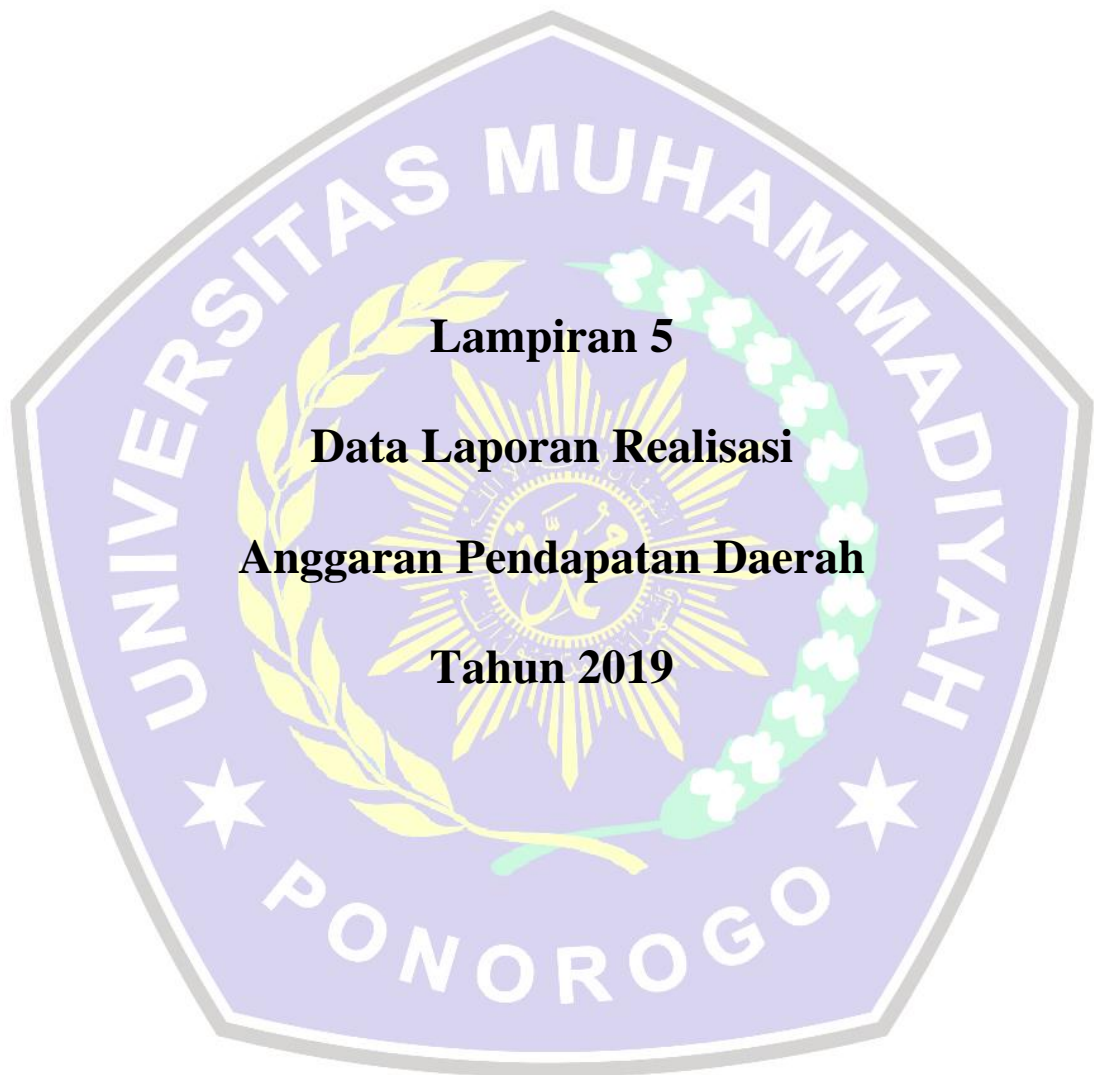 UNIVERSITAS MUHAMMADIYAH
Lampiran 5
Data Laporan Realisasi
Anggaran Pendapatan Daerah
Tahun 2019
PONOROGO